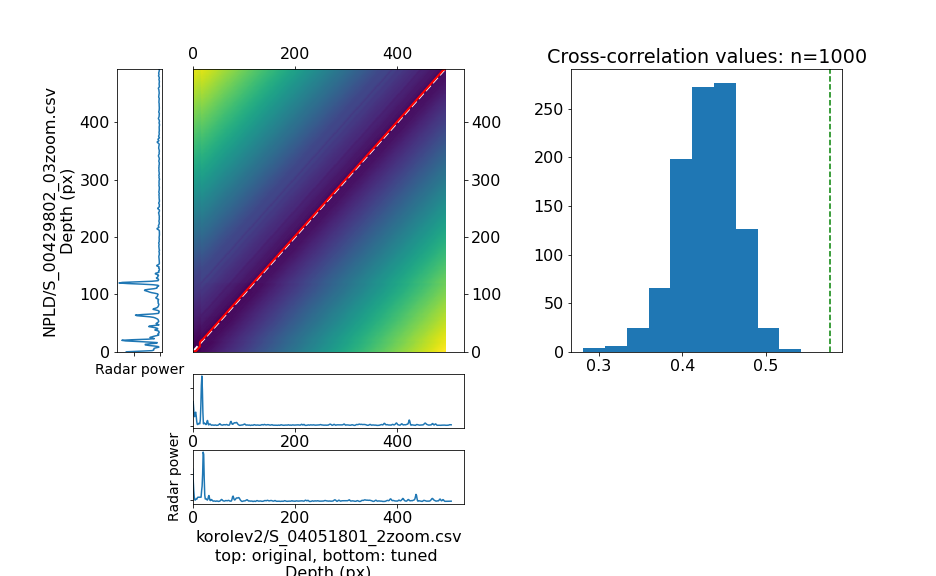 0 200 400
Cross-correlation values: n=1000
NPLD/S_00429802_03zoom.csv
Depth (px)
400
300
200
100
0
Radar power
400
300
200
100
0
250
200
150
100
50
0
0.3 0.4 0.5
0 200 400
Radar power
0 200 400
korolev2/S_04051801_2zoom.csv
top: original, bottom: tuned
Depth (px)